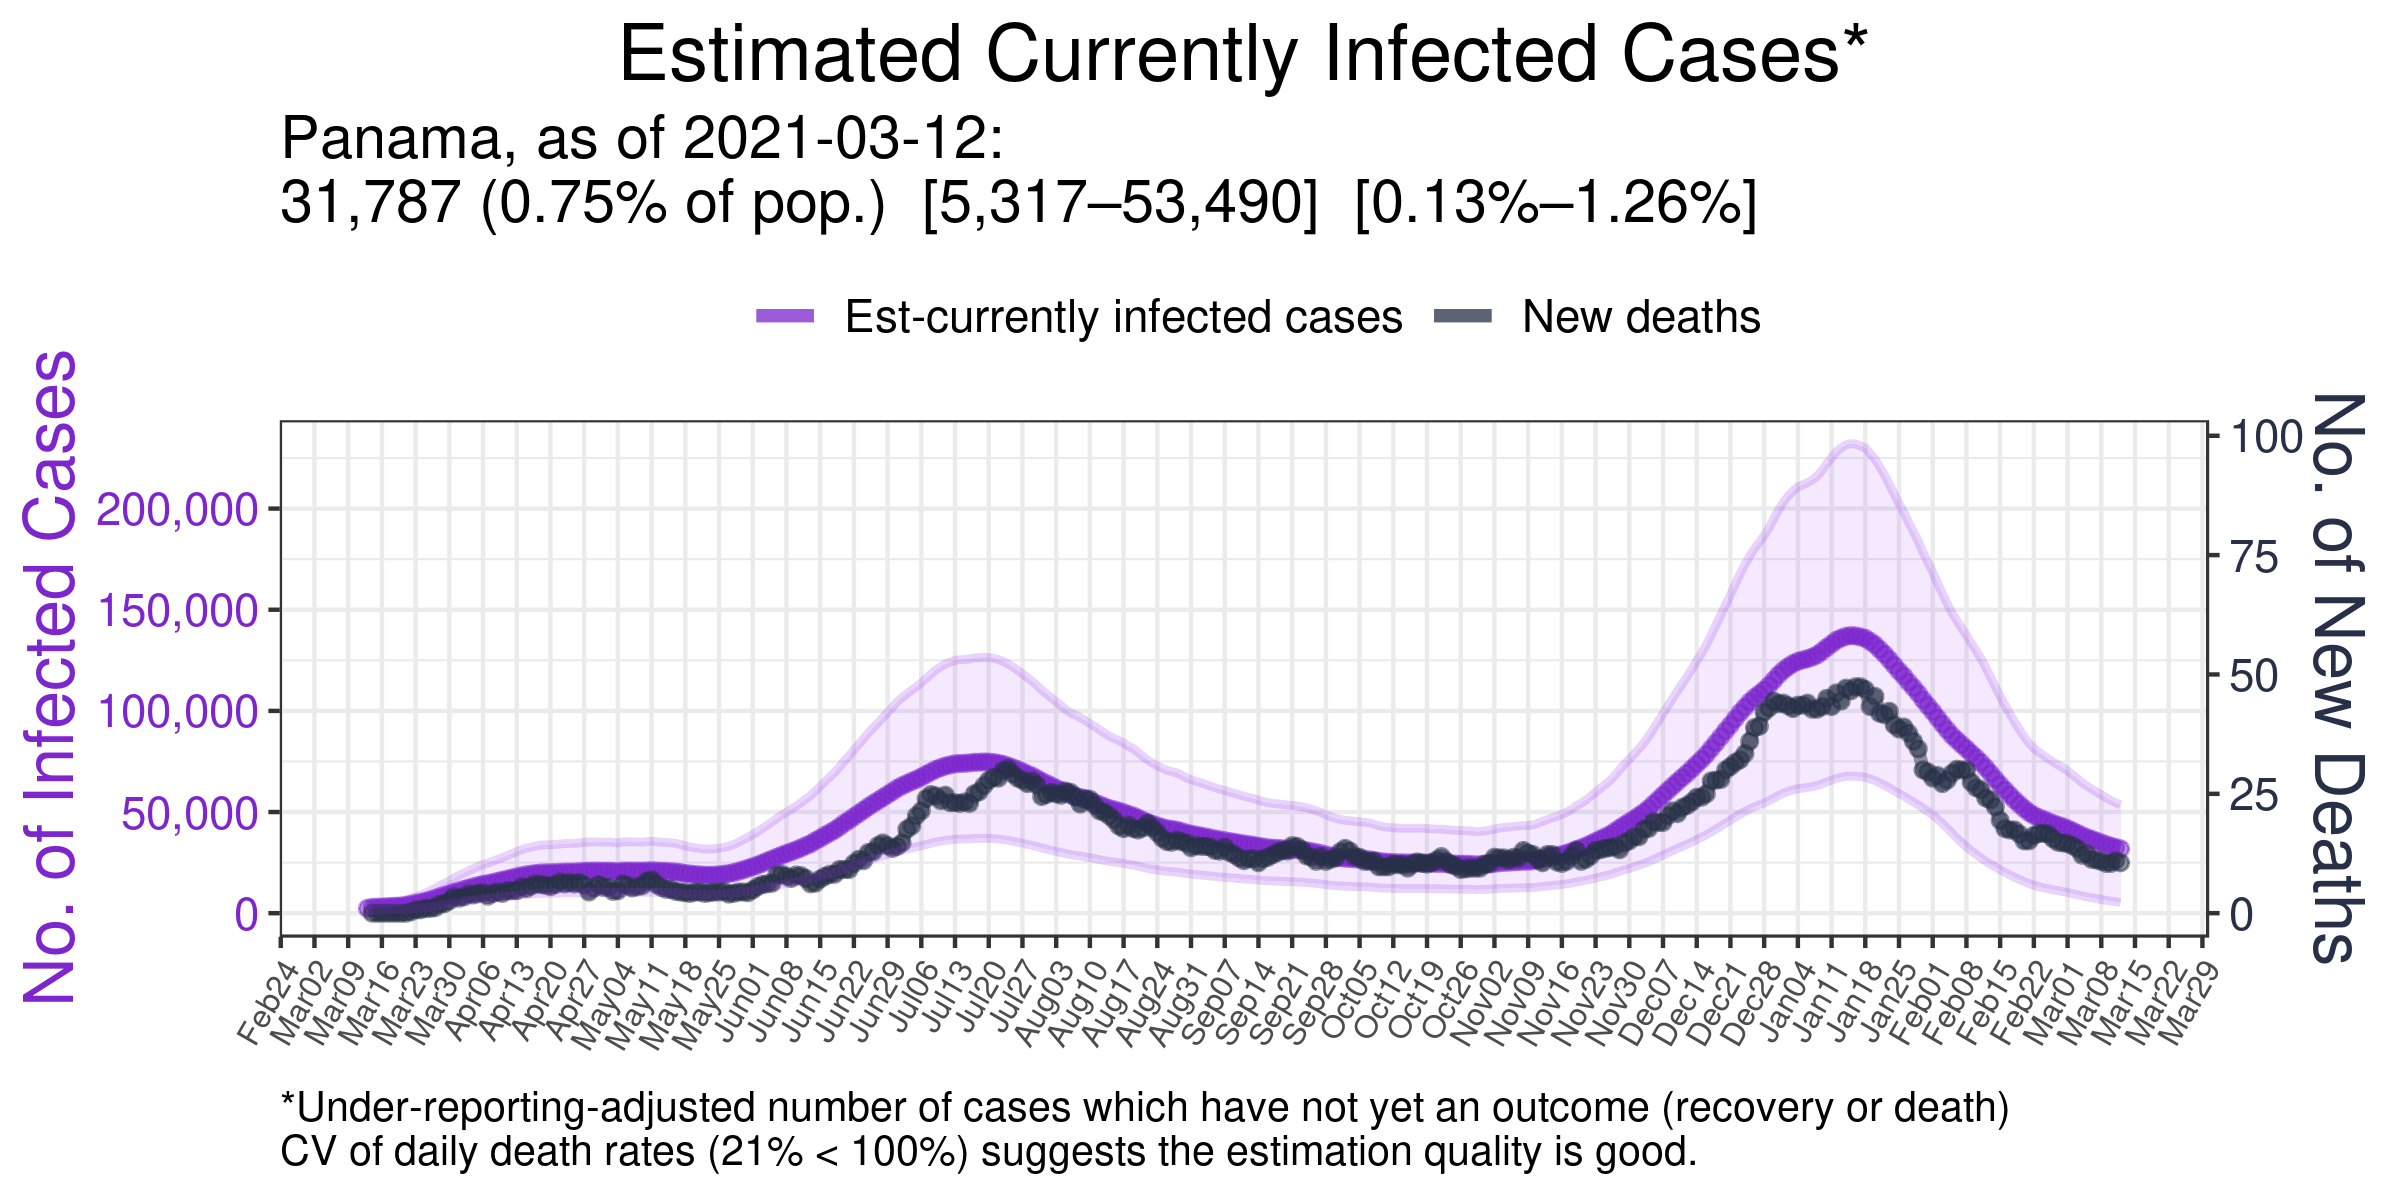 Estimated Currently Infected Cases*
Panama, as of 2021-03-12:
31,787 (0.75% of pop.) [5,317–53,490] [0.13%–1.26%]
Est-currently infected cases New deaths
No. of Infected Cases
200,000
150,000
100,000
50,000
0
100
75
50
25
0
No. of New Deaths
Feb24 Mar02 Mar09 Mar16 Mar23 Mar30 Apr06 Apr13 Apr20 Apr27 May04 May11 May18 May25 Jun01 Jun08 Jun15 Jun22 Jun29 Jul06 Jul13 Jul20 Jul27 Aug03 Aug10 Aug17 Aug24 Aug31 Sep07 Sep14 Sep21 Sep28 Oct05 Oct12 Oct19 Oct26 Nov02 Nov09 Nov16 Nov23 Nov30 Dec07 Dec14 Dec21 Dec28 Jan04 Jan11 Jan18 Jan25 Feb01 Feb08 Feb15 Feb22 Mar01 Mar08 Mar15 Mar22 Mar29
*Under-reporting-adjusted number of cases which have not yet an outcome (recovery or death)
CV of daily death rates (21% < 100%) suggests the estimation quality is good.